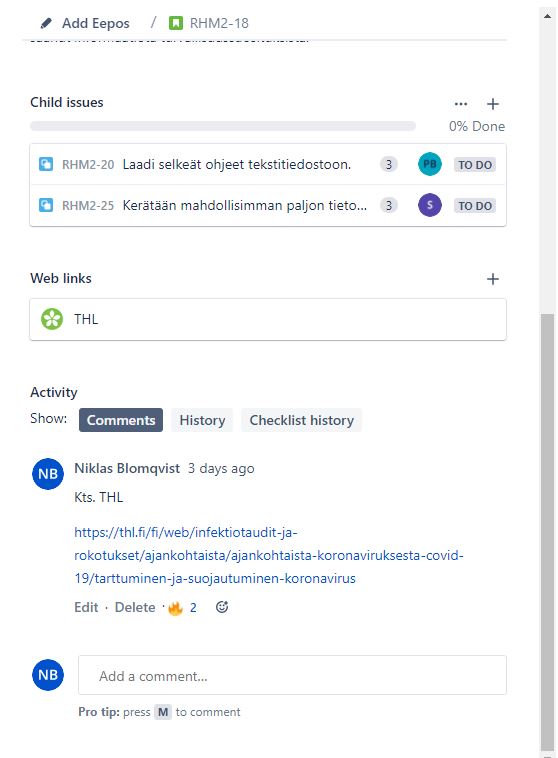 Add Eepos / RHM2-18
Child issues
0% Done
RHM2-20 Laadi selkeät ohjeet tekstitiedostoon. 3 PB TO DO
RHM2-25 Kerätään mahdollisimman paljon tieto... 3 S TO DO
Web links
THL
Activity
Show: Comments History Checklist history
NB Niklas Blomqvist 3 days ago
Kts. THL
https://thl.fi/fi/web/infektiotaudit-ja-
rokotukset/ajankohtaista/ajankohtaista-koronaviruksesta-covid-
19/tarttuminen-ja-suojautuminen-koronavirus
Edit · Delete · 2
NB Add a comment...
Pro tip: press M to comment